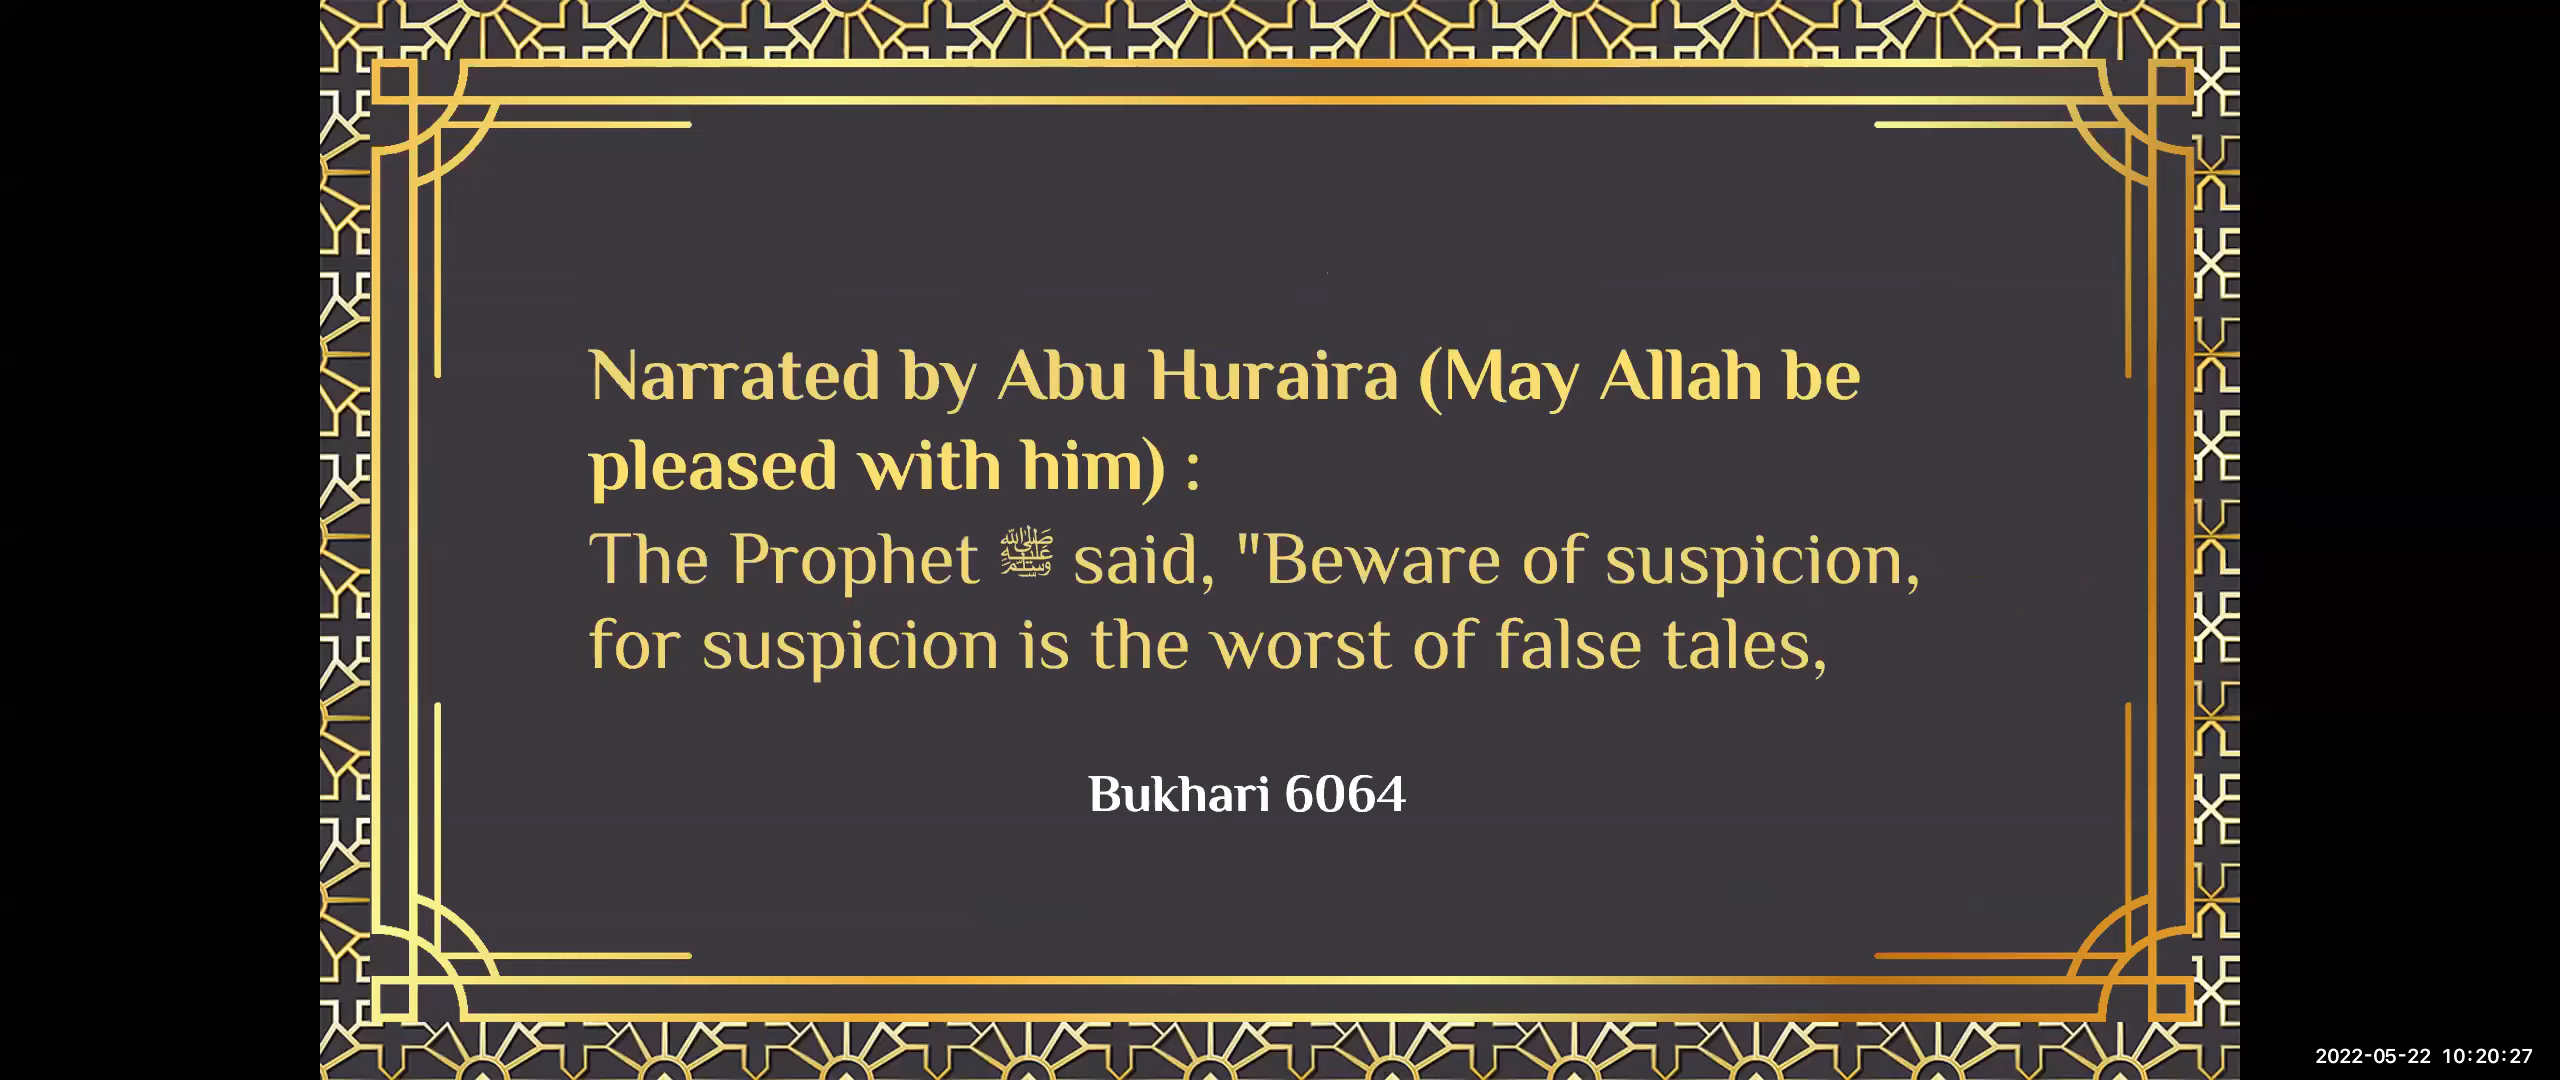 Narrated by Abu Huraira (May Allah be
pleased with him) :
The Prophet ﷺ said, "Beware of suspicion,
for suspicion is the worst of false tales,
Bukhari 6064
2022-05-22 10:20:27